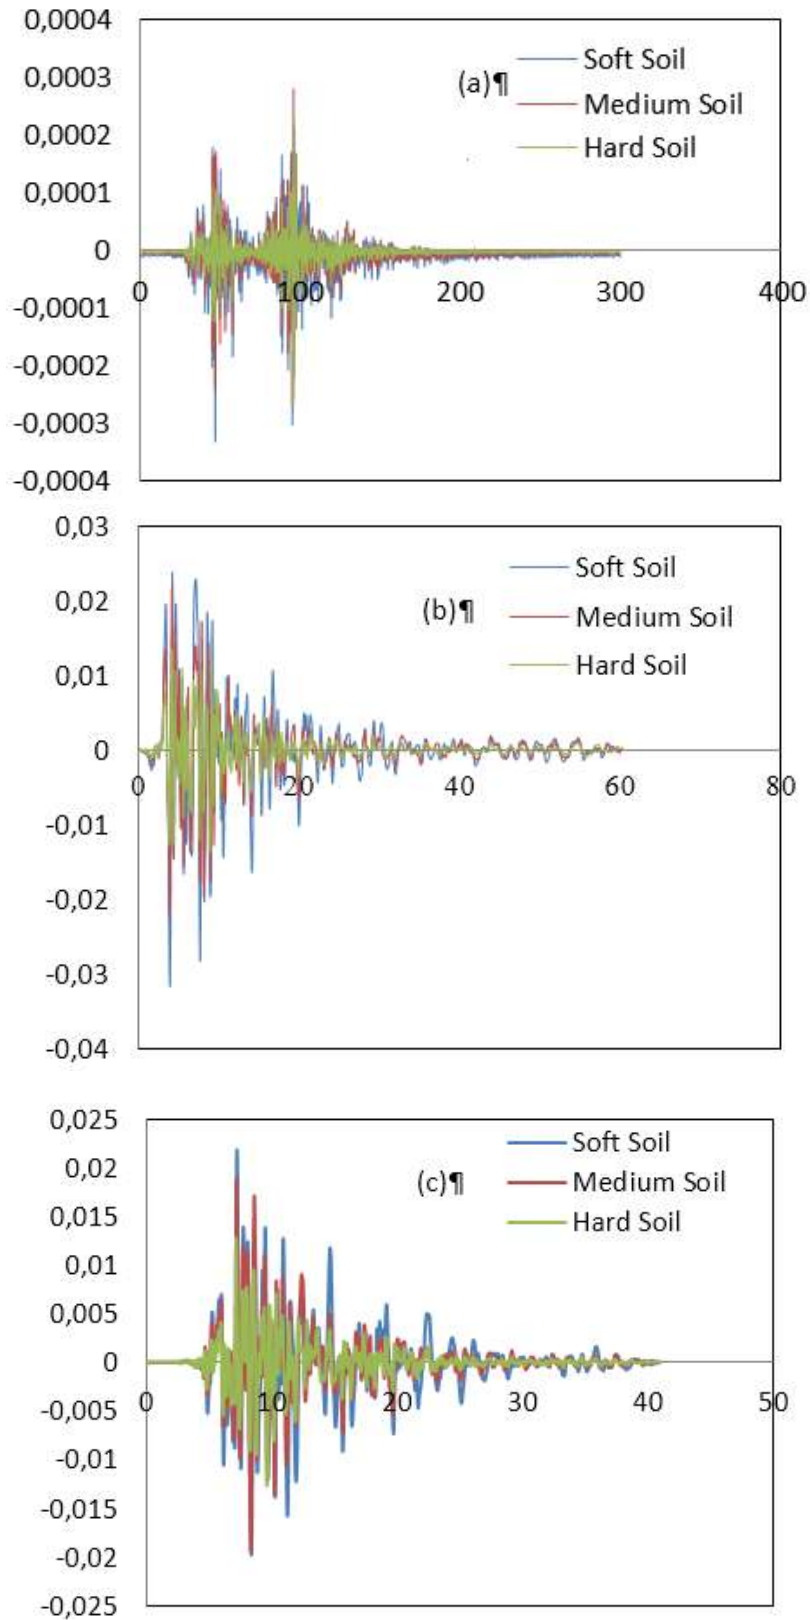 0,0004
0,0003
0,0002
0,0001
0
-0,0001
-0,0002
-0,0003
-0,0004
0 100 200 300 400
(a)¶
Soft Soil
Medium Soil
Hard Soil
0,03
0,02
0,01
0
-0,01
-0,02
-0,03
-0,04
0 20 40 60 80
(b)¶
Soft Soil
Medium Soil
Hard Soil
0,025
0,02
0,015
0,01
0,005
0
-0,005
-0,01
-0,015
-0,02
-0,025
0 10 20 30 40 50
(c)¶
Soft Soil
Medium Soil
Hard Soil